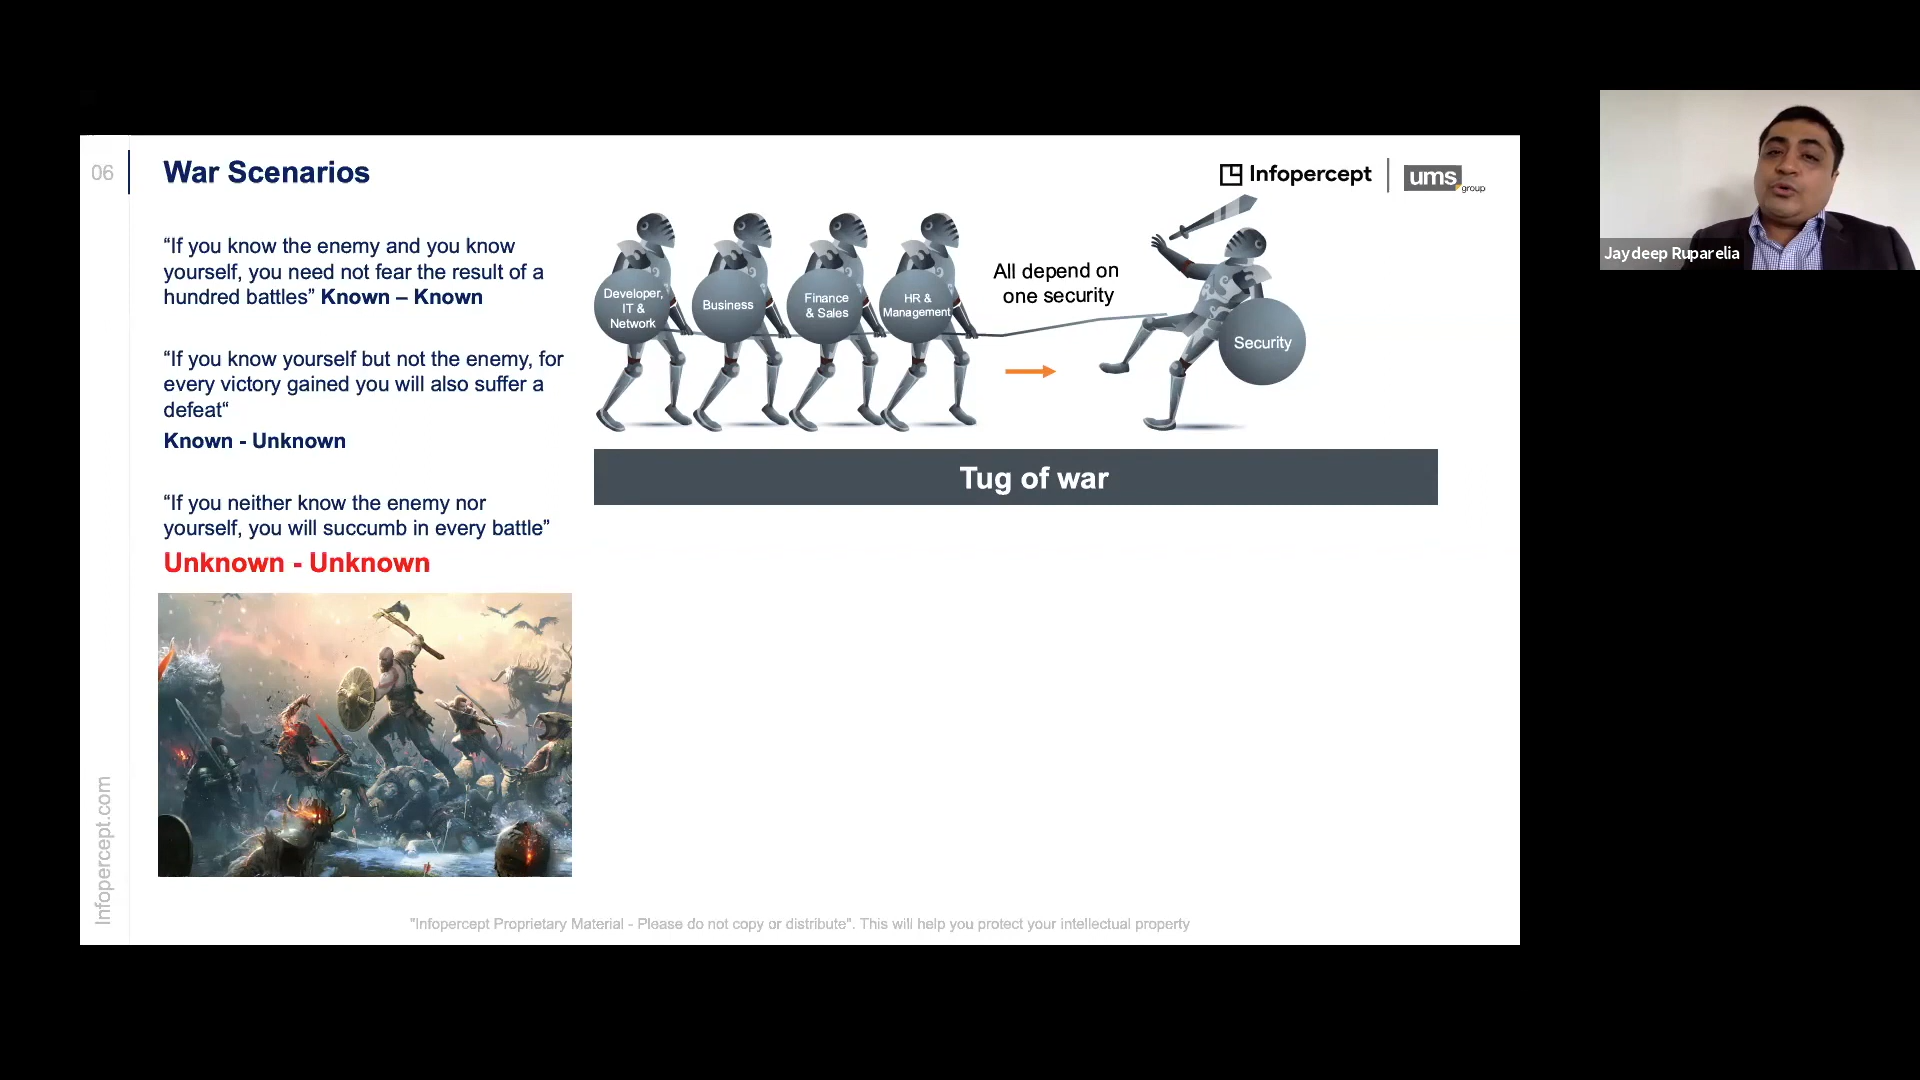 06
War Scenarios
Infopercept
ums
group
“If you know the enemy and you know
yourself, you need not fear the result of a
hundred battles” Known – Known
“If you know yourself but not the enemy, for
every victory gained you will also suffer a
defeat“
Known - Unknown
“If you neither know the enemy nor
yourself, you will succumb in every battle”
Unknown - Unknown
Developer,
IT &
Network
Business
Finance
& Sales
HR &
Management
All depend on
one security
Security
Tug of war
Infopercept.com
"Infopercept Proprietary Material - Please do not copy or distribute". This will help you protect your intellectual property
Jaydeep Ruparelia